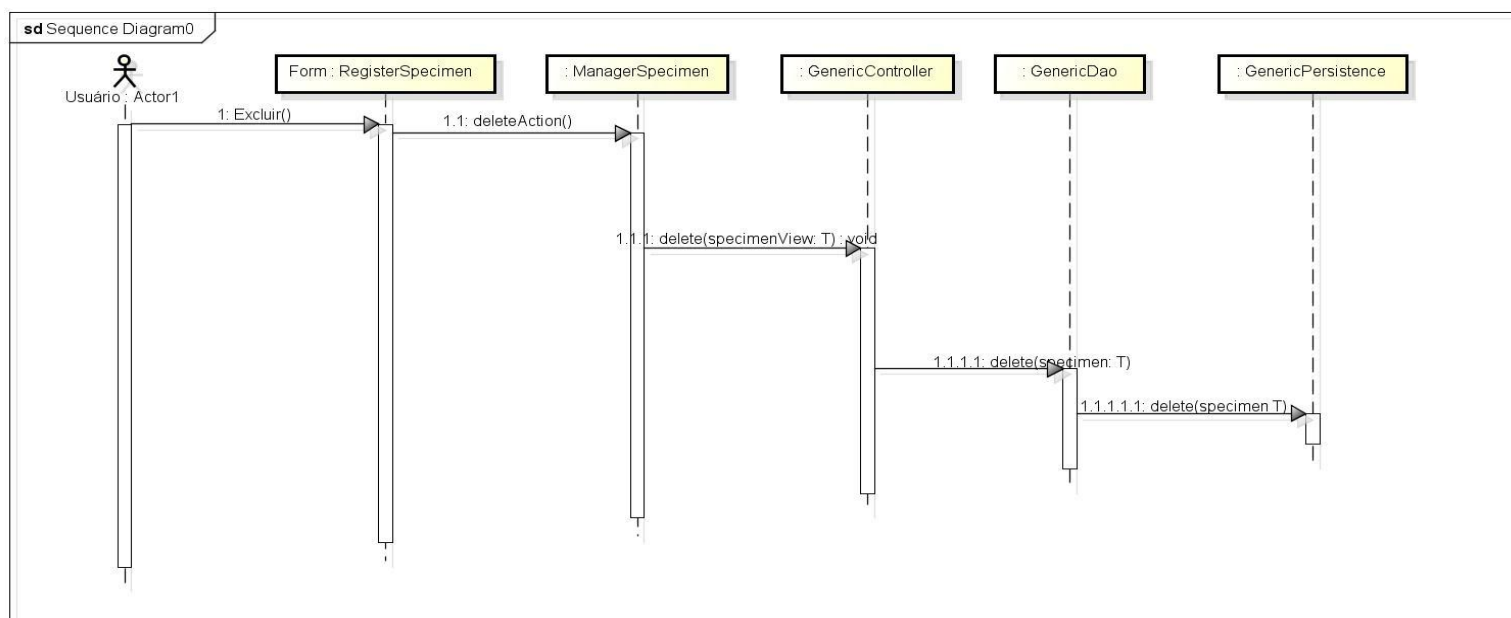 sd Sequence Diagram0
Usuário : Actor1
Form : RegisterSpecimen
: ManagerSpecimen
: GenericController
: GenericDao
: GenericPersistence
1: Excluir()
1.1: deleteAction()
1.1.1: delete(specimenView: T) : void
1.1.1.1: delete(specimen: T)
1.1.1.1.1: delete(specimen T)